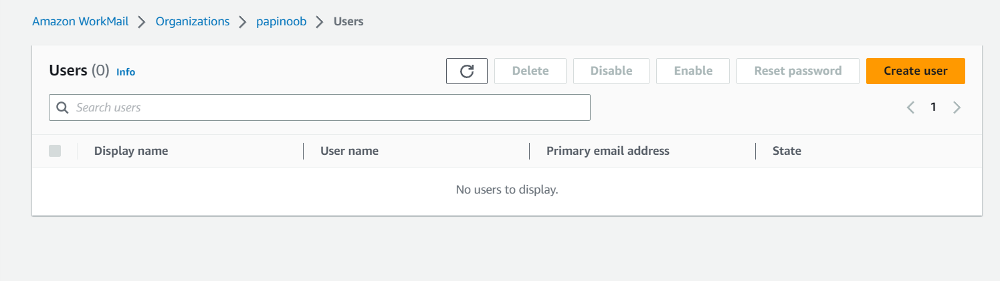 Amazon WorkMail > Organizations > papinoob > Users
Users (0) Info
Delete
Disable
Enable
Reset password
Create user
Search users
1
Display name
User name
Primary email address
State
No users to display.